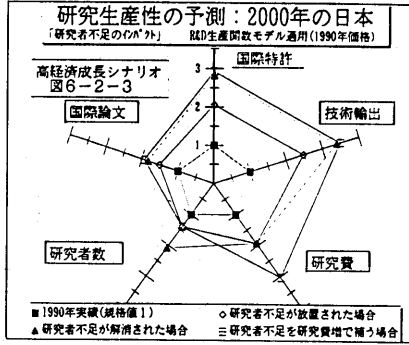 研究生産性の予測：2000年の日本
「研究者不足のインパクト」 R&D生産関数モデル適用(1990年価格)
高経済成長シナリオ
図6-2-3
国際特許
国際論文
技術輸出
3
2
1
研究者数
研究費
■ 1990年実績(規格値1)
◇ 研究者不足が放置された場合
▲ 研究者不足が解消された場合
研究者不足を研究費増で補う場合